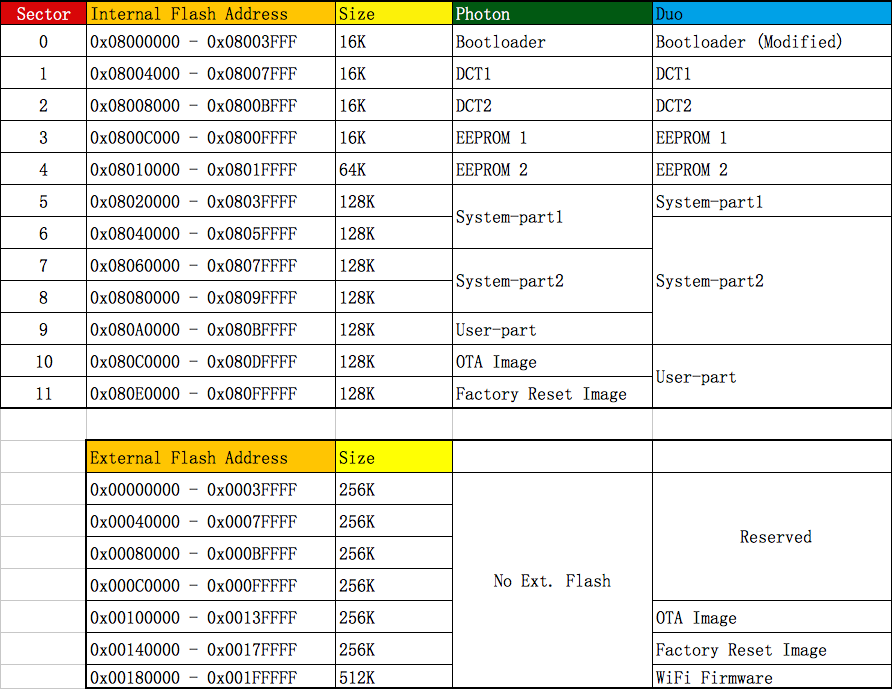 Sector Internal Flash Address Size Photon Duo
0 0x08000000 - 0x08003FFF 16K Bootloader Bootloader (Modified)
1 0x08004000 - 0x08007FFF 16K DCT1 DCT1
2 0x08008000 - 0x0800BFFF 16K DCT2 DCT2
3 0x0800C000 - 0x0800FFFF 16K EEPROM 1 EEPROM 1
4 0x08010000 - 0x0801FFFF 64K EEPROM 2 EEPROM 2
5 0x08020000 - 0x0803FFFF 128K System-part1
System-part1
6 0x08040000 - 0x0805FFFF 128K
7 0x08060000 - 0x0807FFFF 128K
System-part2 System-part2
8 0x08080000 - 0x0809FFFF 128K
9 0x080A0000 - 0x080BFFFF 128K User-part
10 0x080C0000 - 0x080DFFFF 128K OTA Image
User-part
11 0x080E0000 - 0x080FFFFF 128K Factory Reset Image
External Flash Address Size
0x00000000 - 0x0003FFFF 256K
0x00040000 - 0x0007FFFF 256K
Reserved
0x00080000 - 0x000BFFFF 256K
No Ext. Flash
0x000C0000 - 0x000FFFFF 256K
0x00100000 - 0x0013FFFF 256K OTA Image
0x00140000 - 0x0017FFFF 256K Factory Reset Image
0x00180000 - 0x001FFFFF 512K WiFi Firmware